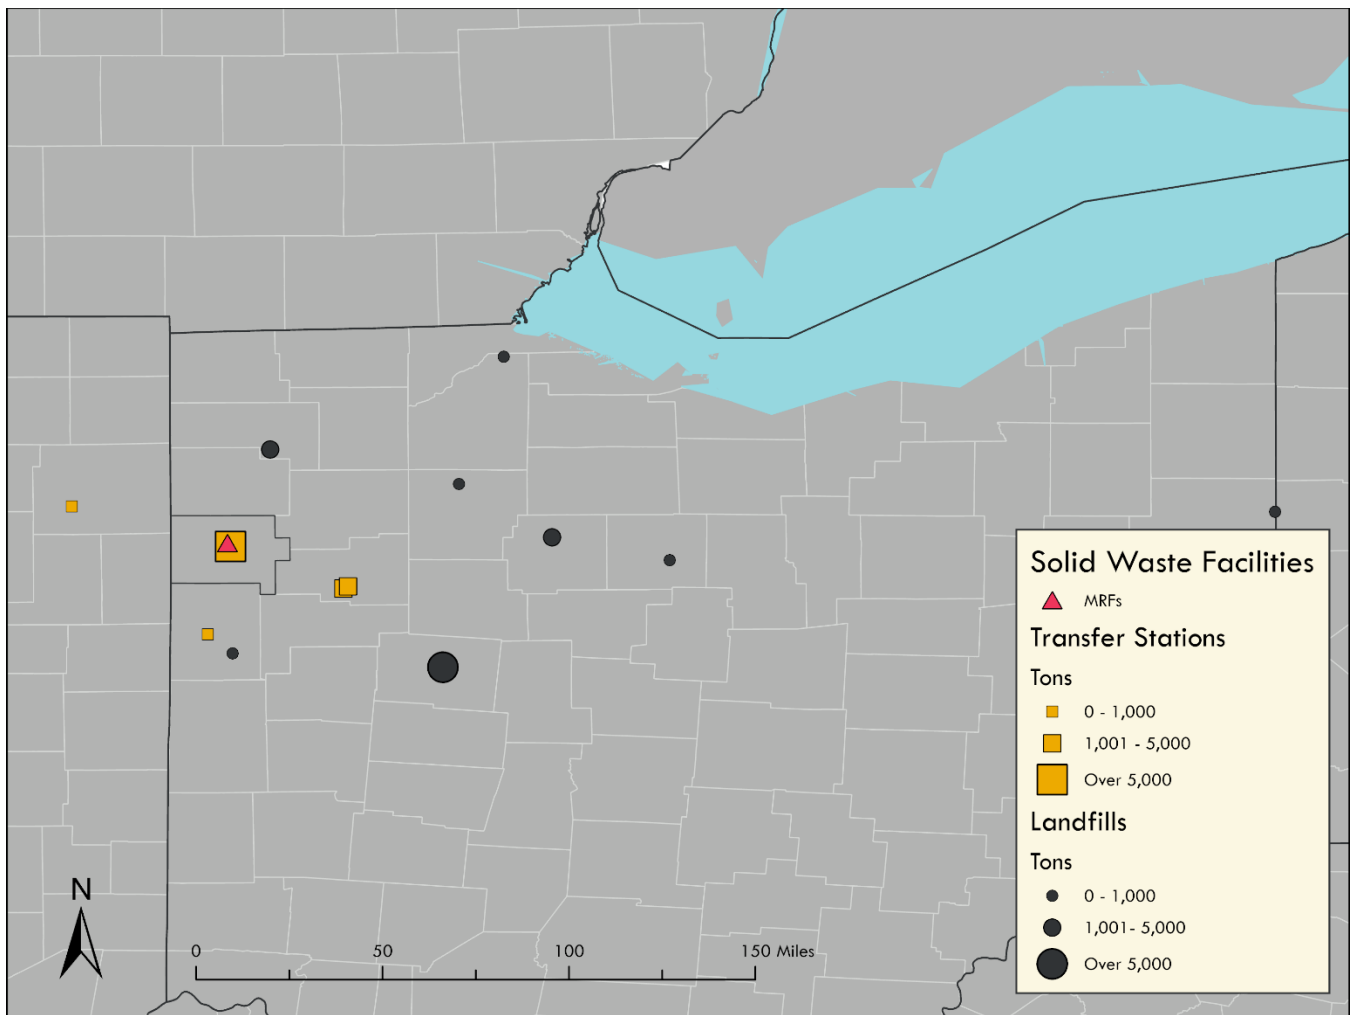 Solid Waste Facilities
MRFs
Transfer Stations
Tons
0 - 1,000
1,001 - 5,000
Over 5,000
Landfills
Tons
0 - 1,000
1,001- 5,000
Over 5,000
N
0 50 100 150 Miles